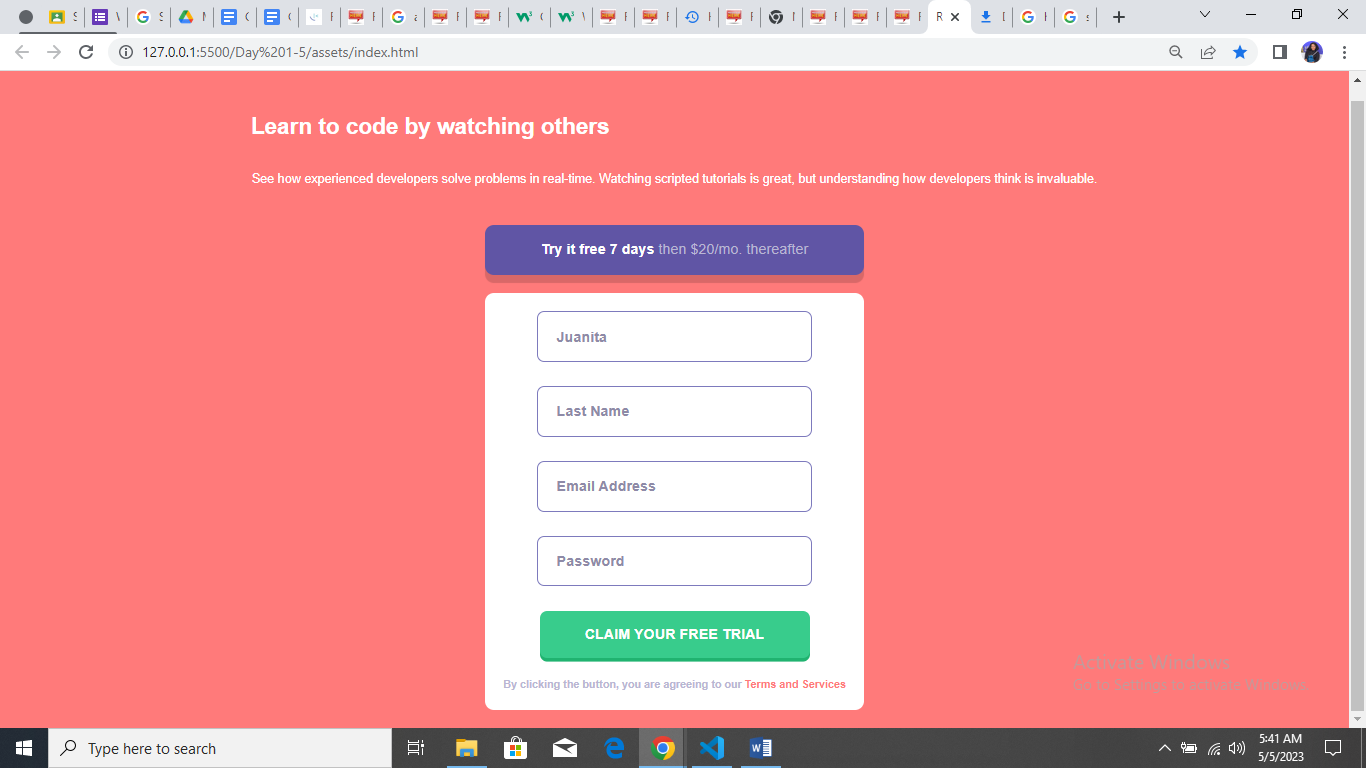 127.0.0.1:5500/Day%201-5/assets/index.html
Learn to code by watching others
See how experienced developers solve problems in real-time. Watching scripted tutorials is great, but understanding how developers think is invaluable.
Try it free 7 days then $20/mo. thereafter
Juanita
Last Name
Email Address
Password
CLAIM YOUR FREE TRIAL
By clicking the button, you are agreeing to our Terms and Services
Activate Windows
Go to Settings to activate Windows.
Type here to search
5:41 AM
5/5/2023